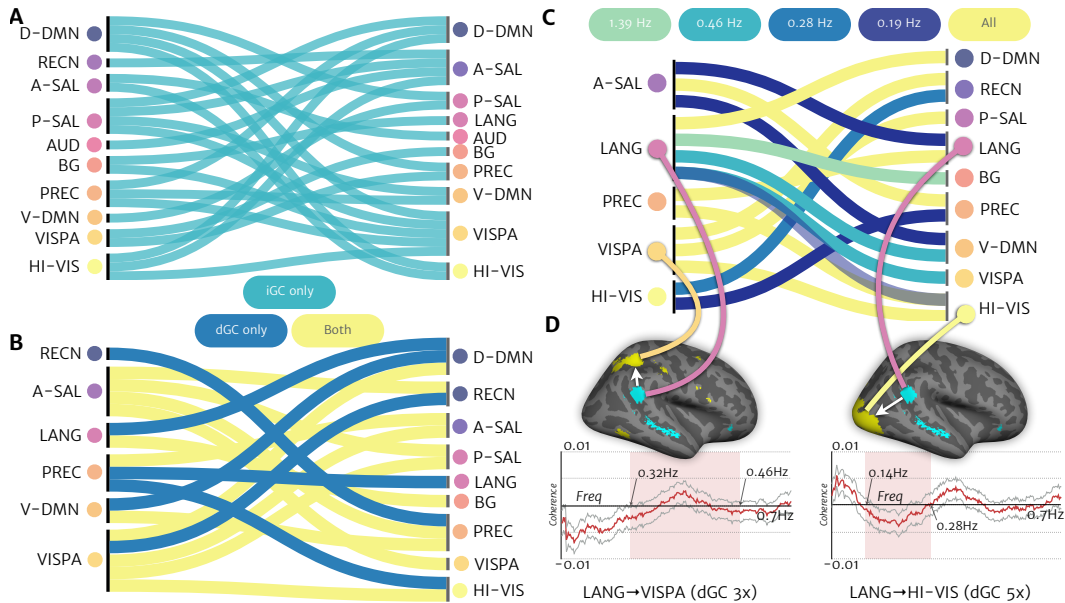 A
D-DMN
RECN
A-SAL
P-SAL
AUD
BG
PREC
V-DMN
VISPA
HI-VIS
D-DMN
A-SAL
P-SAL
LANG
AUD
BG
PREC
V-DMN
VISPA
HI-VIS
iGC only
dGC only
Both
B
RECN
A-SAL
LANG
PREC
V-DMN
VISPA
D-DMN
RECN
A-SAL
P-SAL
LANG
BG
PREC
VISPA
HI-VIS
C
1.39 Hz
0.46 Hz
0.28 Hz
0.19 Hz
All
A-SAL
LANG
PREC
VISPA
HI-VIS
D-DMN
RECN
P-SAL
LANG
BG
PREC
V-DMN
VISPA
HI-VIS
D
0.01
Coherence
-0.01
Freq
0.32Hz
0.46Hz
0.7Hz
LANG→VISPA (dGC 3x)
0.01
Coherence
-0.01
0.14Hz
Freq
0.28Hz
0.7Hz
LANG→HI-VIS (dGC 5x)